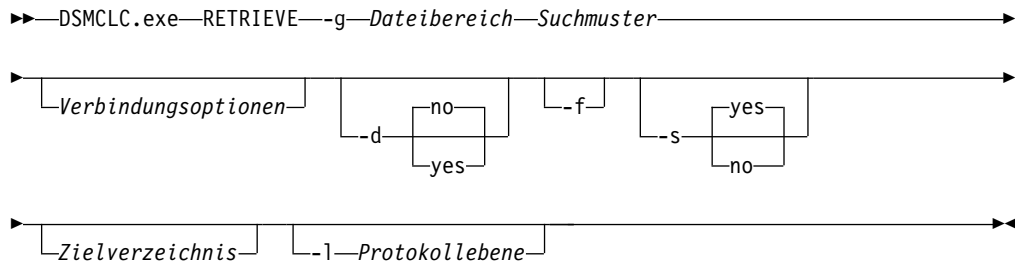 DSMCLC.exe RETRIEVE -g Dateibereich Suchmuster
Verbindungsoptionen
-d
no
yes
-f
-s
yes
no
Zielverzeichnis
-l Protokollebene